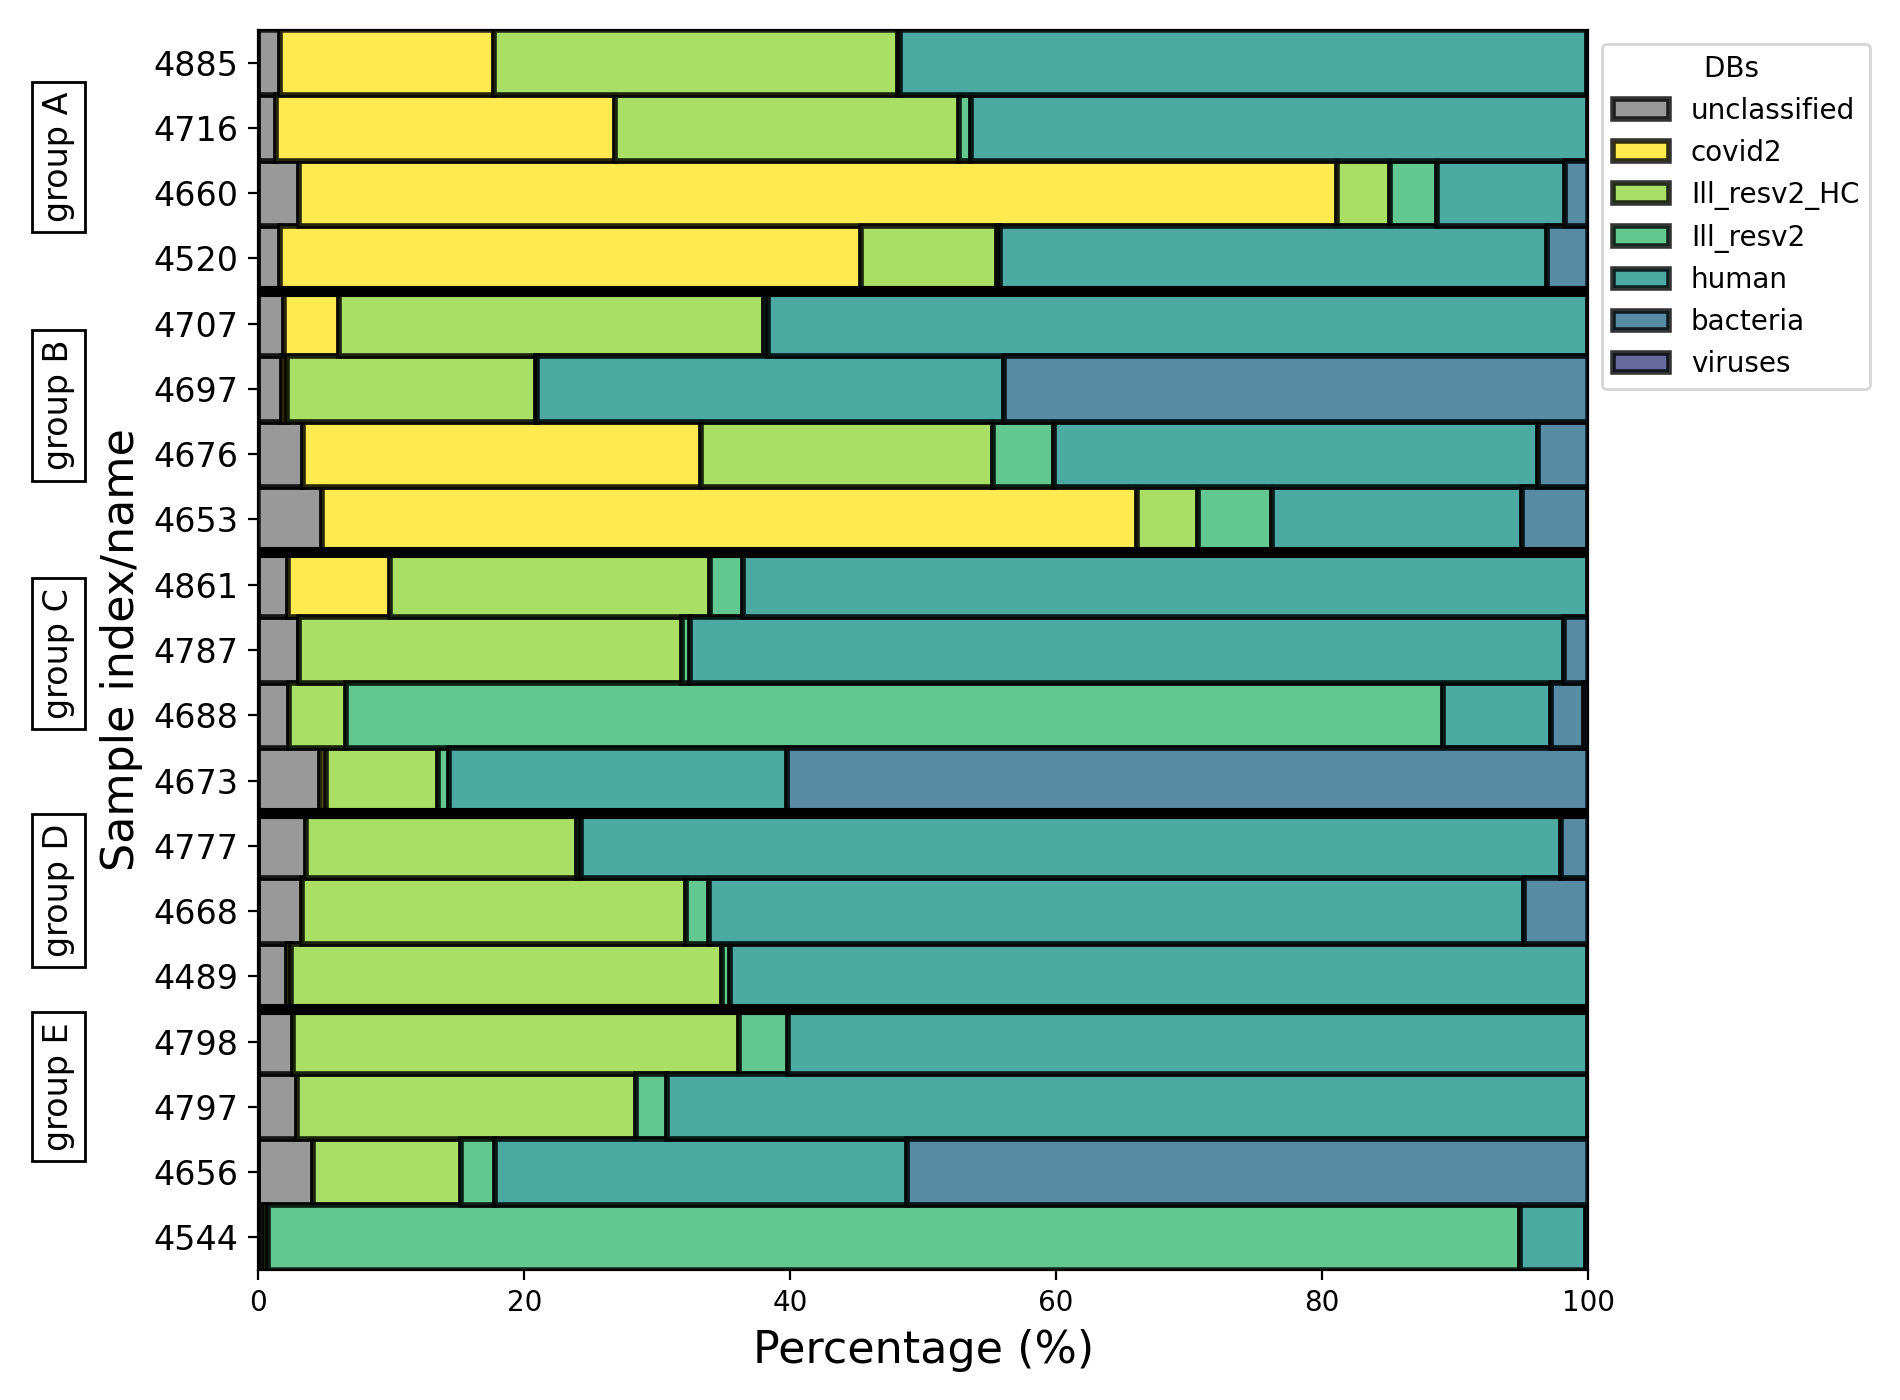 group A
group B
group C
group D
group E
Sample index/name
4885
4716
4660
4520
4707
4697
4676
4653
4861
4787
4688
4673
4777
4668
4489
4798
4797
4656
4544
0 20 40 60 80 100
Percentage (%)
DBs
unclassified
covid2
Ill_resv2_HC
Ill_resv2
human
bacteria
viruses